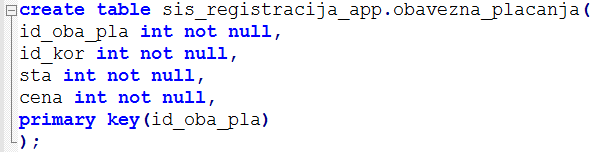 create table sis_registracija_app.obavezna_placanja(
id_oba_pla int not null,
id_kor int not null,
sta int not null,
cena int not null,
primary key(id_oba_pla)
);